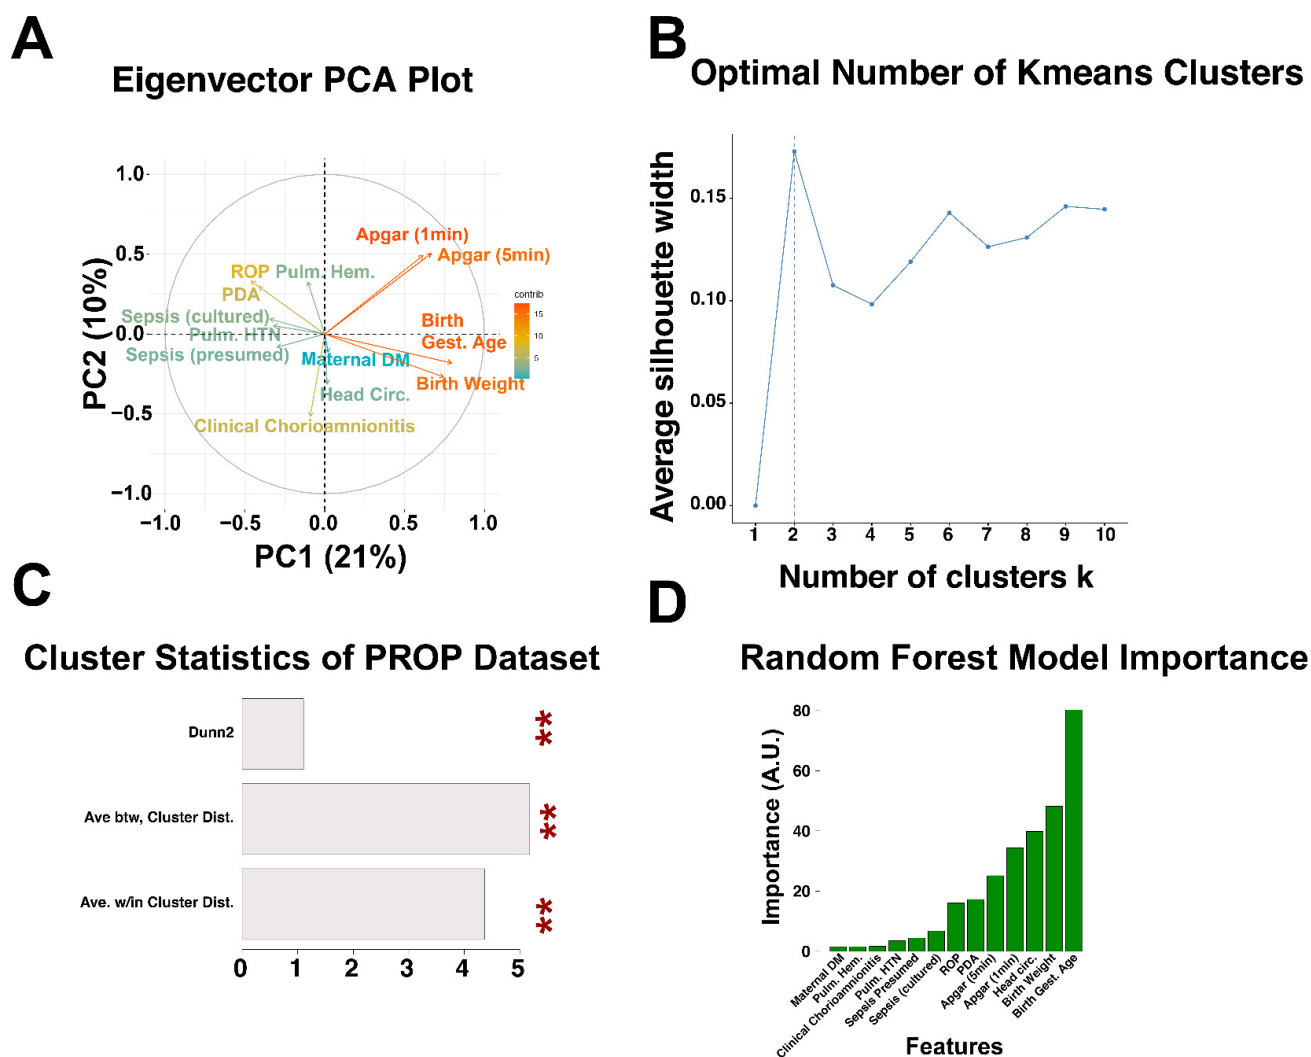 A
Eigenvector PCA Plot
PC2 (10%)
1.0
0.5
0.0
−0.5
−1.0
Apgar (1min)
Apgar (5min)
ROP
Pulm. Hem.
PDA
Sepsis (cultured)
Pulm. HTN
Sepsis (presumed)
Birth
Gest. Age
Maternal DM
Birth Weight
Head Circ.
Clinical Chorioamnionitis
contrib
15
10
5
−1.0 −0.5 0.0 0.5 1.0
PC1 (21%)
B
Optimal Number of Kmeans Clusters
Average silhouette width
0.15
0.10
0.05
0.00
1 2 3 4 5 6 7 8 9 10
Number of clusters k
C
Cluster Statistics of PROP Dataset
Dunn2 **
Ave btw, Cluster Dist. **
Ave. w/in Cluster Dist. **
0 1 2 3 4 5
D
Random Forest Model Importance
Importance (A.U.)
80
60
40
20
0
Maternal DM
Pulm. Hem.
Clinical Chorioamnionitis
Pulm. HTN
Sepsis Presumed
Sepsis (cultured)
ROP
PDA
Apgar (5min)
Apgar (1min)
Head circ.
Birth Weight
Birth Gest. Age
Features